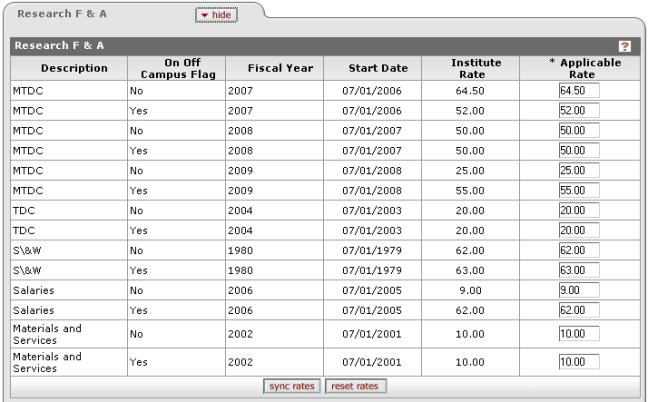 Research F & A
hide
Research F & A ?
Description On Off Campus Flag Fiscal Year Start Date Institute Rate * Applicable Rate
MTDC No 2007 07/01/2006 64.50 64.50
MTDC Yes 2007 07/01/2006 52.00 52.00
MTDC No 2008 07/01/2007 50.00 50.00
MTDC Yes 2008 07/01/2007 50.00 50.00
MTDC No 2009 07/01/2008 25.00 25.00
MTDC Yes 2009 07/01/2008 55.00 55.00
TDC No 2004 07/01/2003 20.00 20.00
TDC Yes 2004 07/01/2003 20.00 20.00
S\&W No 1980 07/01/1979 62.00 62.00
S\&W Yes 1980 07/01/1979 63.00 63.00
Salaries No 2006 07/01/2005 9.00 9.00
Salaries Yes 2006 07/01/2005 62.00 62.00
Materials and Services No 2002 07/01/2001 10.00 10.00
Materials and Services Yes 2002 07/01/2001 10.00 10.00
sync rates reset rates